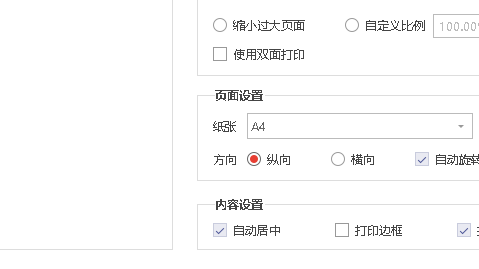 缩小过大页面 自定义比例 100.00
使用双面打印
页面设置
纸张 A4
方向 纵向 横向 自动旋转
内容设置
自动居中 打印边框